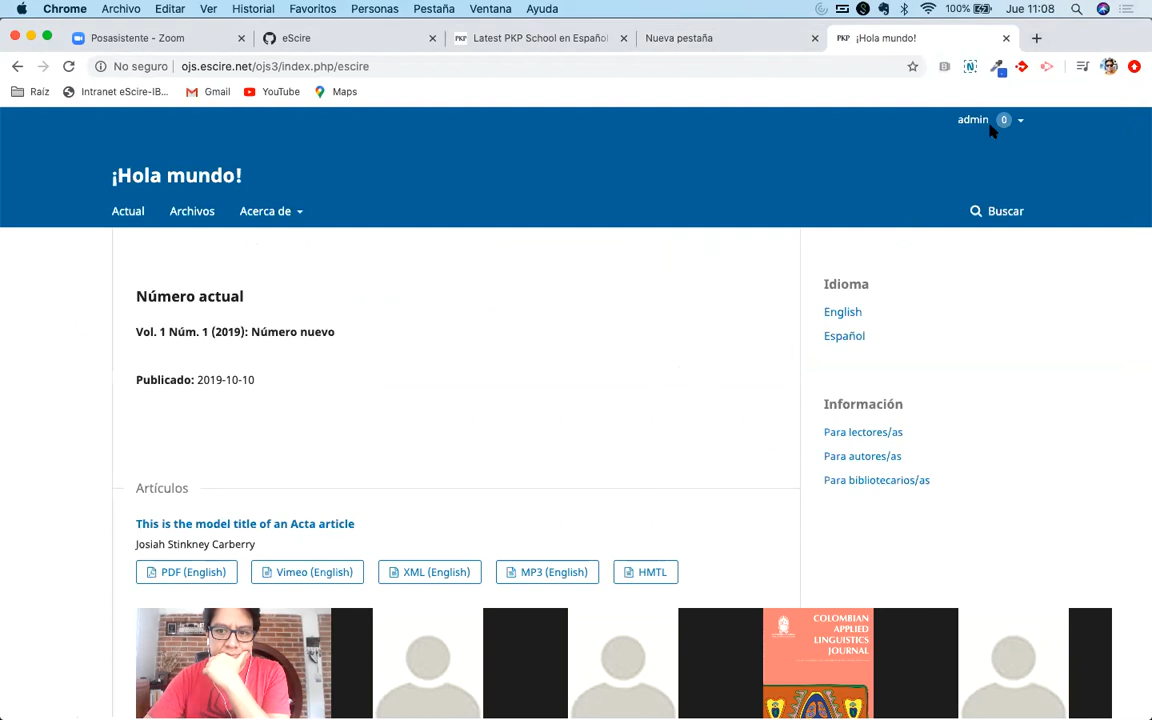 Chrome Archivo Editar Ver Historial Favoritos Personas Pestaña Ventana Ayuda 100% Jue 11:08
Posasistente - Zoom eScire PKP Latest PKP School en Español Nueva pestaña PKP ¡Hola mundo!
No seguro ojs.escire.net/ojs3/index.php/escire
Raíz Intranet eScire-IB... Gmail YouTube Maps
admin 0
¡Hola mundo!
Actual Archivos Acerca de Buscar
Número actual
Vol. 1 Núm. 1 (2019): Número nuevo
Publicado: 2019-10-10
Artículos
This is the model title of an Acta article
Josiah Stinkney Carberry
PDF (English) Vimeo (English) XML (English) MP3 (English) HMTL
Idioma
English
Español
Información
Para lectores/as
Para autores/as
Para bibliotecarios/as
COLOMBIAN
APPLIED
LINGUISTICS
JOURNAL